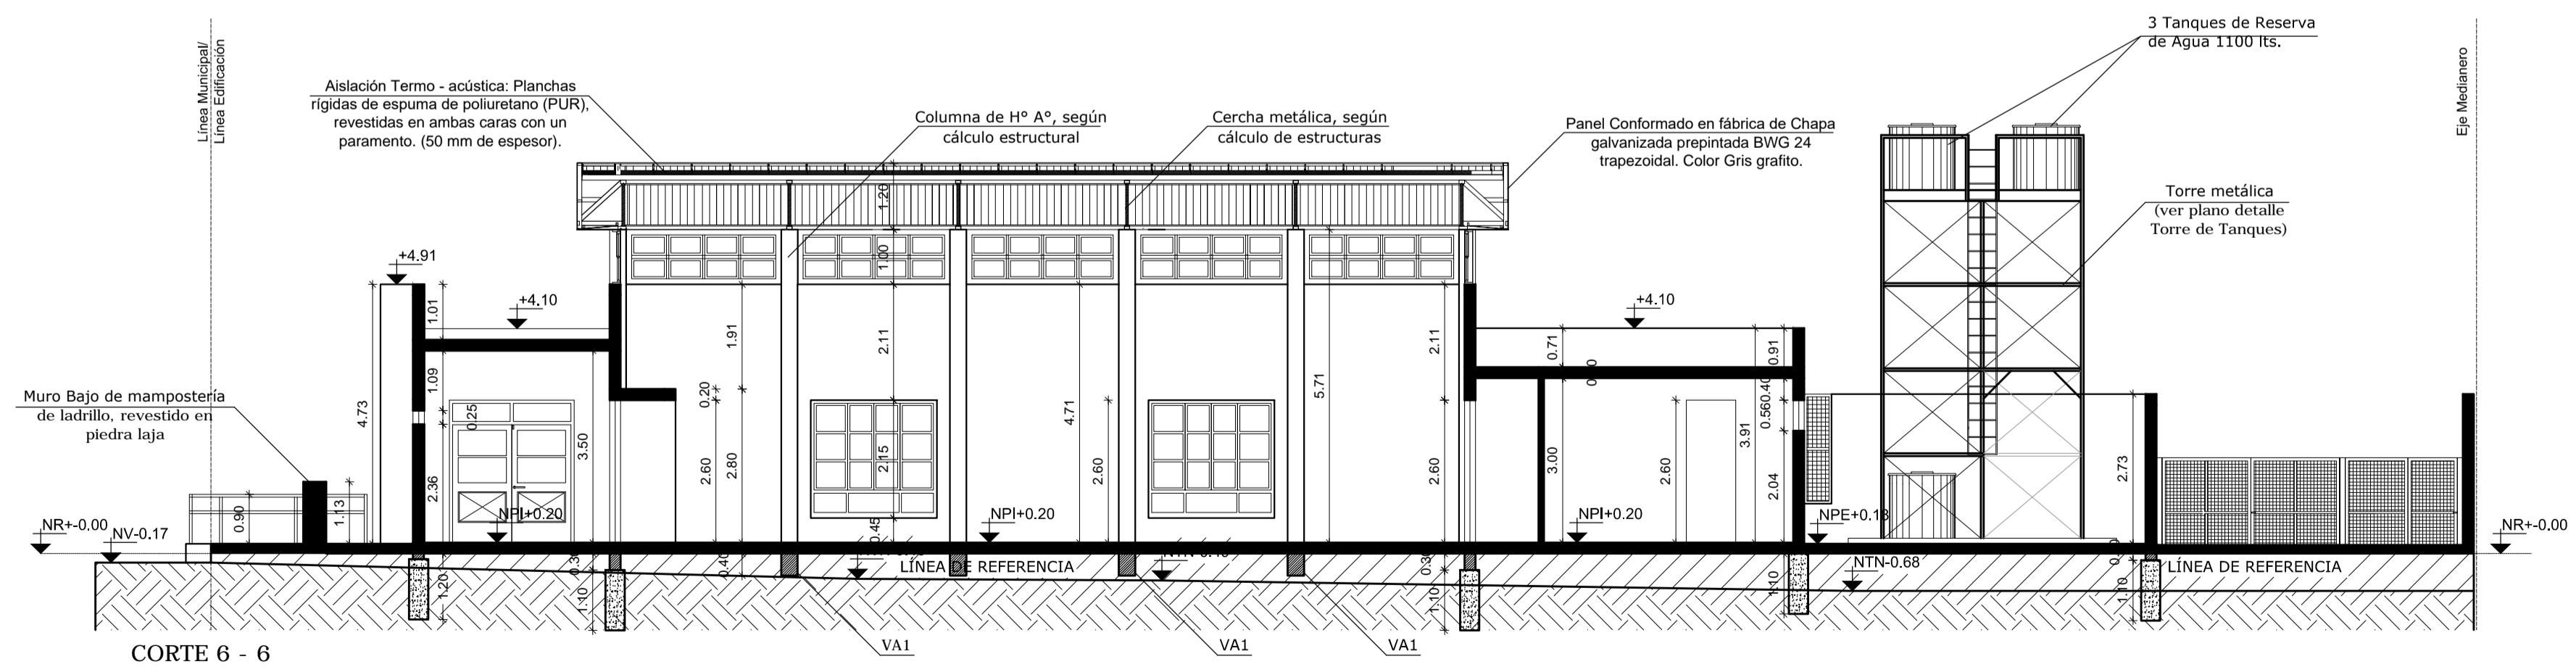 Línea Municipal/
Línea Edificación
Aislación Termo - acústica: Planchas
rígidas de espuma de poliuretano (PUR),
revestidas en ambas caras con un
paramento. (50 mm de espesor).
Columna de H° A°, según
cálculo estructural
Cercha metálica, según
cálculo de estructuras
Panel Conformado en fábrica de Chapa
galvanizada prepintada BWG 24
trapezoidal. Color Gris grafito.
3 Tanques de Reserva
de Agua 1100 lts.
Eje Medianero
Torre metálica
(ver plano detalle
Torre de Tanques)
Muro Bajo de mampostería
de ladrillo, revestido en
piedra laja
+4.91
+4.10
+4.10
1.20
1.00
1.01
1.91
2.11
2.11
0.71
0.91
4.73
1.09
0.25
3.50
0.20
2.60
2.80
2.15
4.71
2.60
5.71
2.60
3.00
2.60
3.91
0.56
0.40
2.04
2.73
2.36
0.90
1.13
0.45
NR+-0.00
NV-0.17
NPI+0.20
NPI+0.20
NPI+0.20
NPE+0.18
NR+-0.00
1.20
0.30
1.10
0.40
LÍNEA DE REFERENCIA
0.30
1.10
1.10
NTN-0.68
1.10
LÍNEA DE REFERENCIA
VA1
VA1
VA1
CORTE 6 - 6